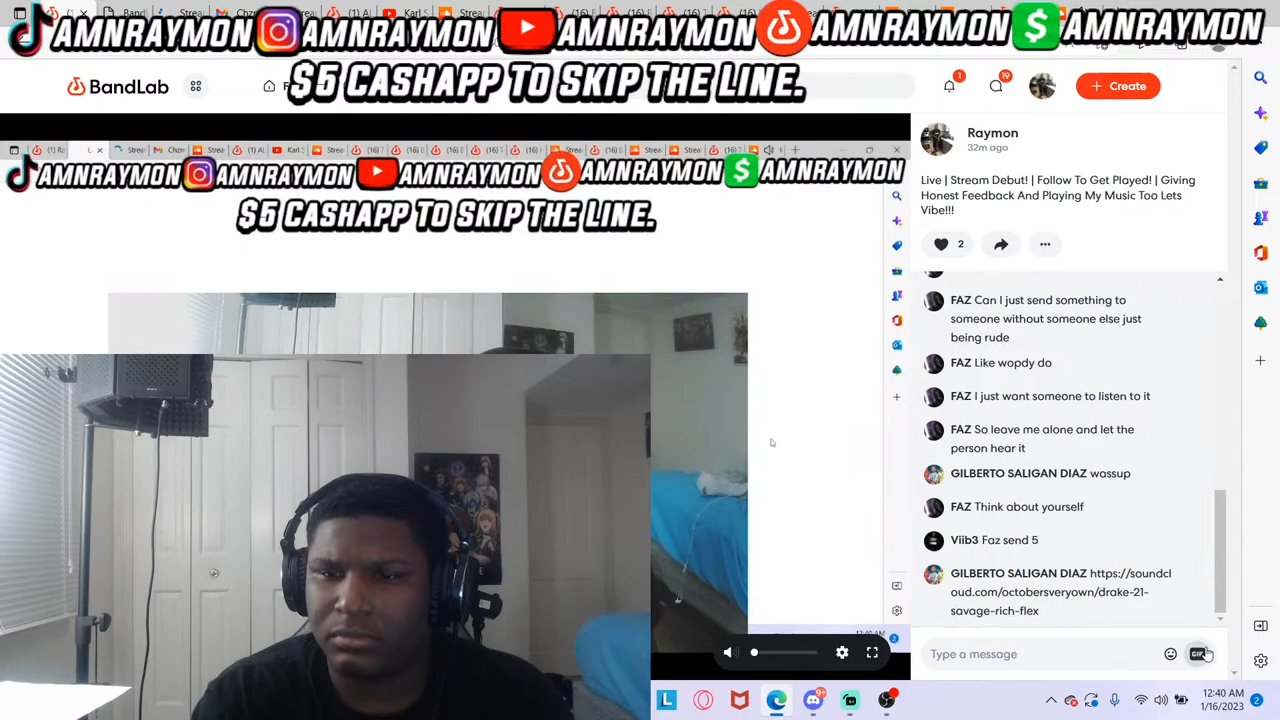 AMNRAYMON AMNRAYMON AMNRAYMON AMNRAYMON $ AMNRAYMON
$5 CASHAPP TO SKIP THE LINE.
BandLab
1
19
Create
AMNRAYMON AMNRAYMON AMNRAYMON AMNRAYMON $ AMNRAYMON
$5 CASHAPP TO SKIP THE LINE.
Raymon
32m ago
Live | Stream Debut! | Follow To Get Played! | Giving
Honest Feedback And Playing My Music Too Lets
Vibe!!!
2
FAZ Can I just send something to
someone without someone else just
being rude
FAZ Like wopdy do
FAZ I just want someone to listen to it
FAZ So leave me alone and let the
person hear it
GILBERTO SALIGAN DIAZ wassup
FAZ Think about yourself
Viib3 Faz send 5
GILBERTO SALIGAN DIAZ https://soundcl
oud.com/octobersveryown/drake-21-
savage-rich-flex
Type a message
GIF
12:40 AM
1/16/2023
2